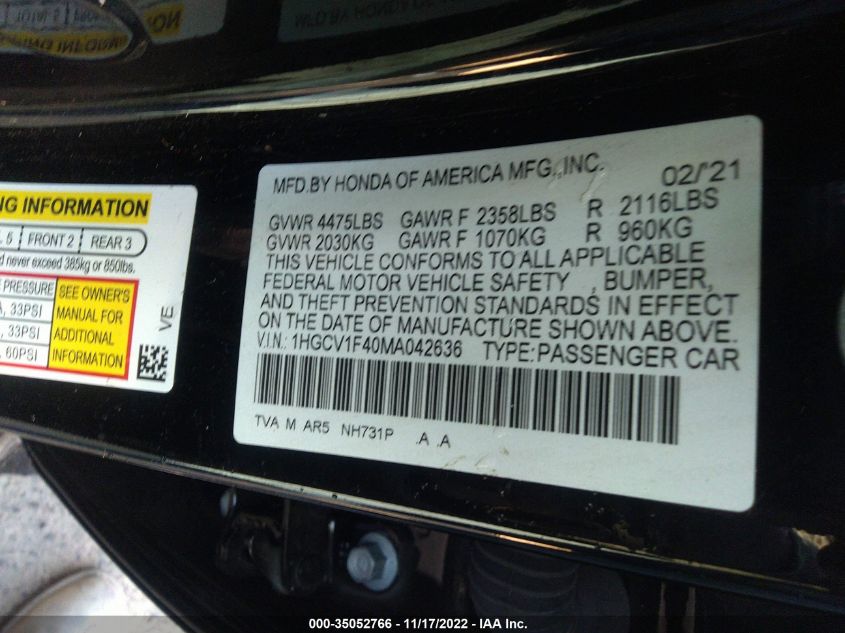 NG INFORMATION
L 5 FRONT 2 REAR 3
d never exceed 385kg or 850lbs.
PRESSURE
33PSI
33PSI
60PSI
SEE OWNER'S
MANUAL FOR
ADDITIONAL
INFORMATION
VE
MFD.BY HONDA OF AMERICA MFG.,INC. 02/'21
GVWR 4475LBS GAWR F 2358LBS R 2116LBS
GVWR 2030KG GAWR F 1070KG R 960KG
THIS VEHICLE CONFORMS TO ALL APPLICABLE
FEDERAL MOTOR VEHICLE SAFETY , BUMPER,
AND THEFT PREVENTION STANDARDS IN EFFECT
ON THE DATE OF MANUFACTURE SHOWN ABOVE.
V.I.N.: 1HGCV1F40MA042636 TYPE:PASSENGER CAR
TVA M AR5 NH731P .A .A
000-35052766 - 11/17/2022 - IAA Inc.